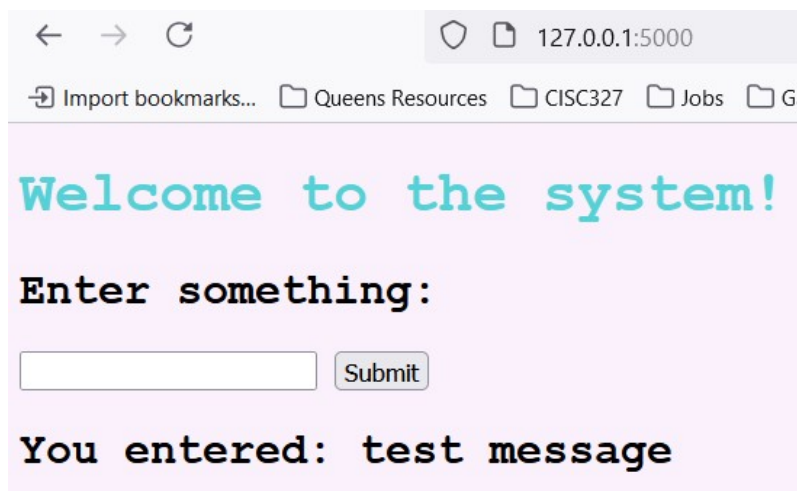 127.0.0.1:5000
Import bookmarks... Queens Resources CISC327 Jobs G
Welcome to the system!
Enter something:
Submit
You entered: test message